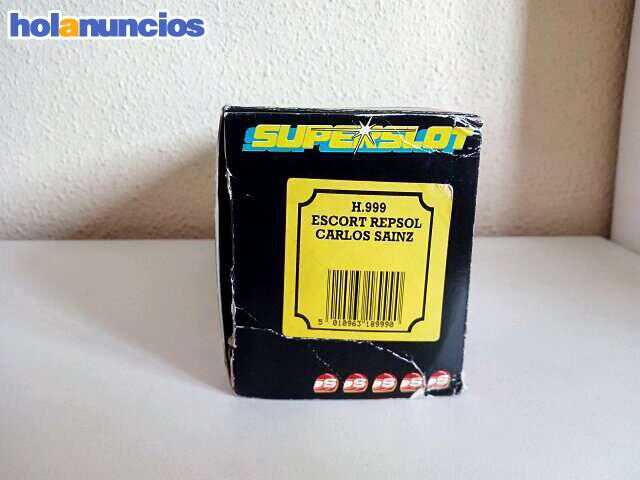 holanuncios
SUPERSLOT
H.999
ESCORT REPSOL
CARLOS SAINZ
5 010963 189990